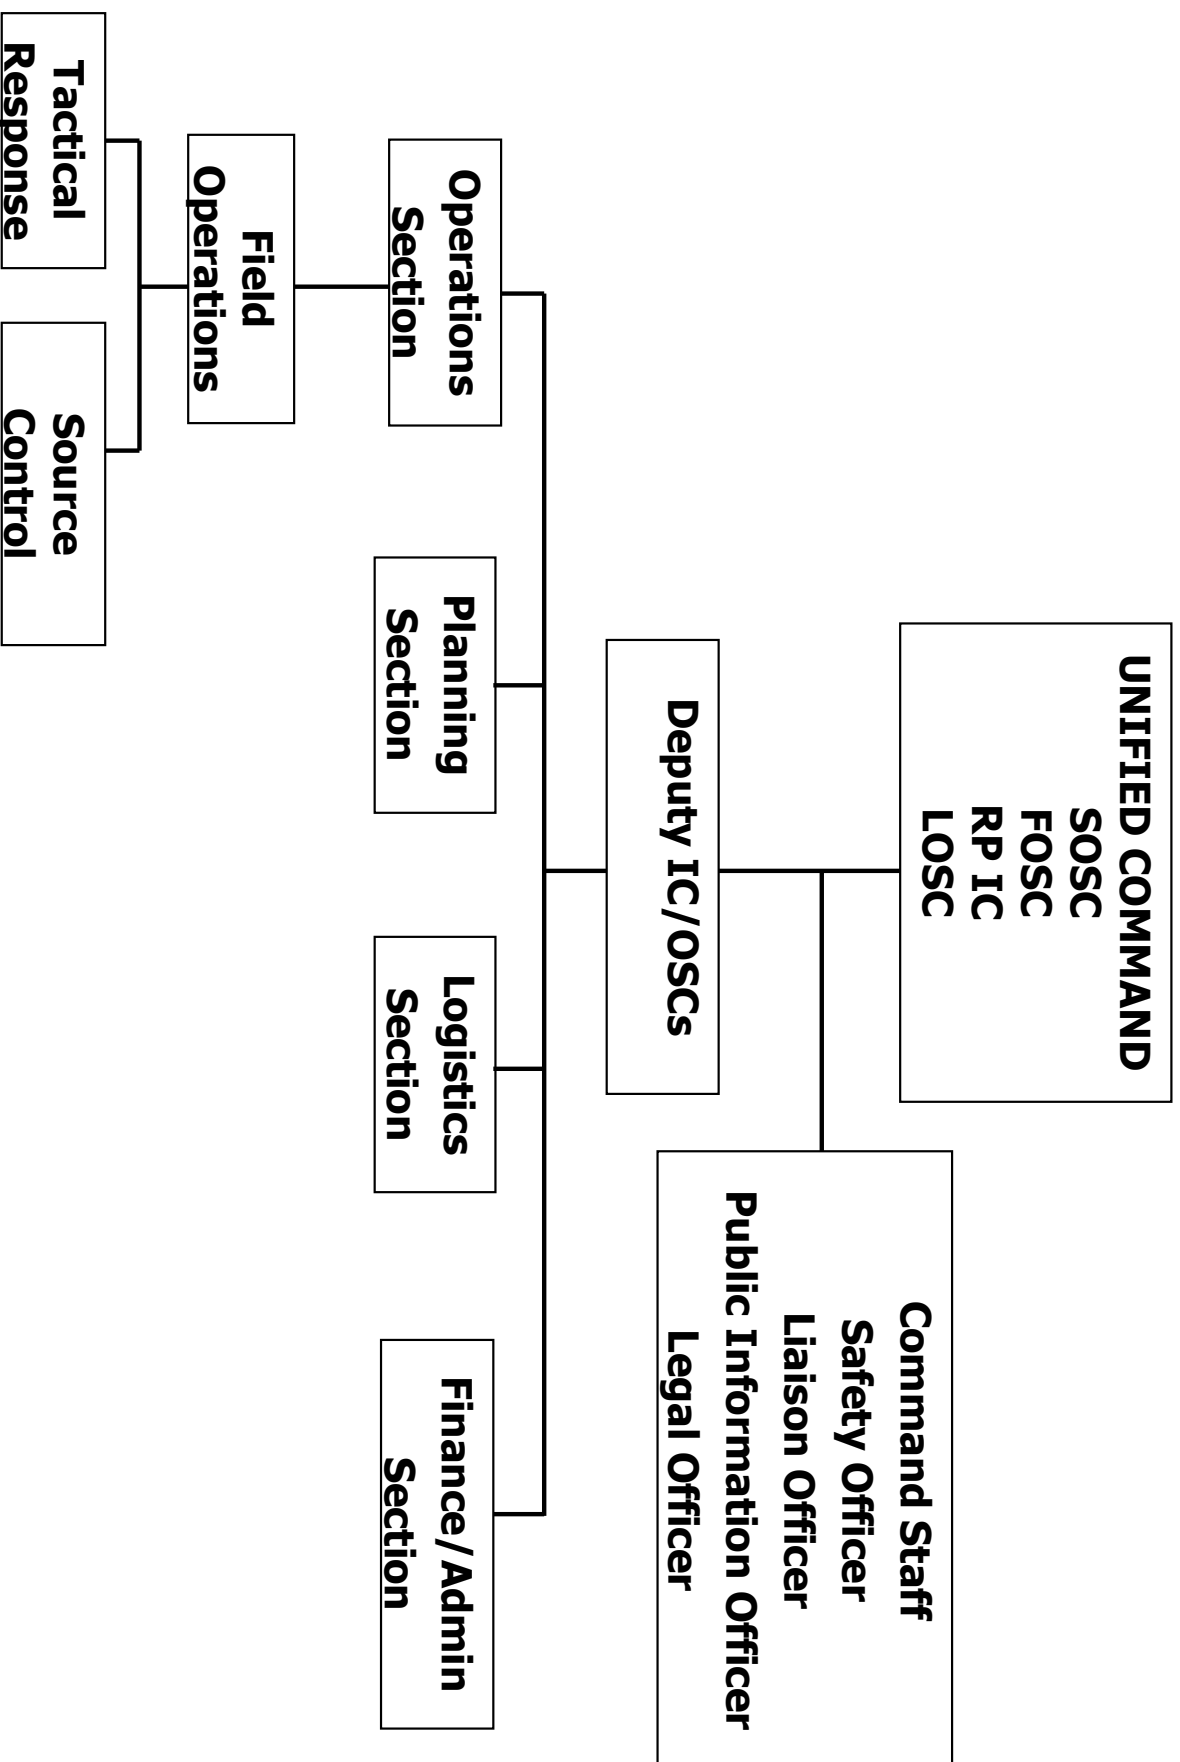 UNIFIED COMMAND
SOSC
FOSC
RP IC
LOSC
Command Staff
Safety Officer
Liaison Officer
Public Information Officer
Legal Officer
Deputy IC/OSCs
Operations
Section
Planning
Section
Logistics
Section
Finance/Admin
Section
Field
Operations
Tactical
Response
Source
Control